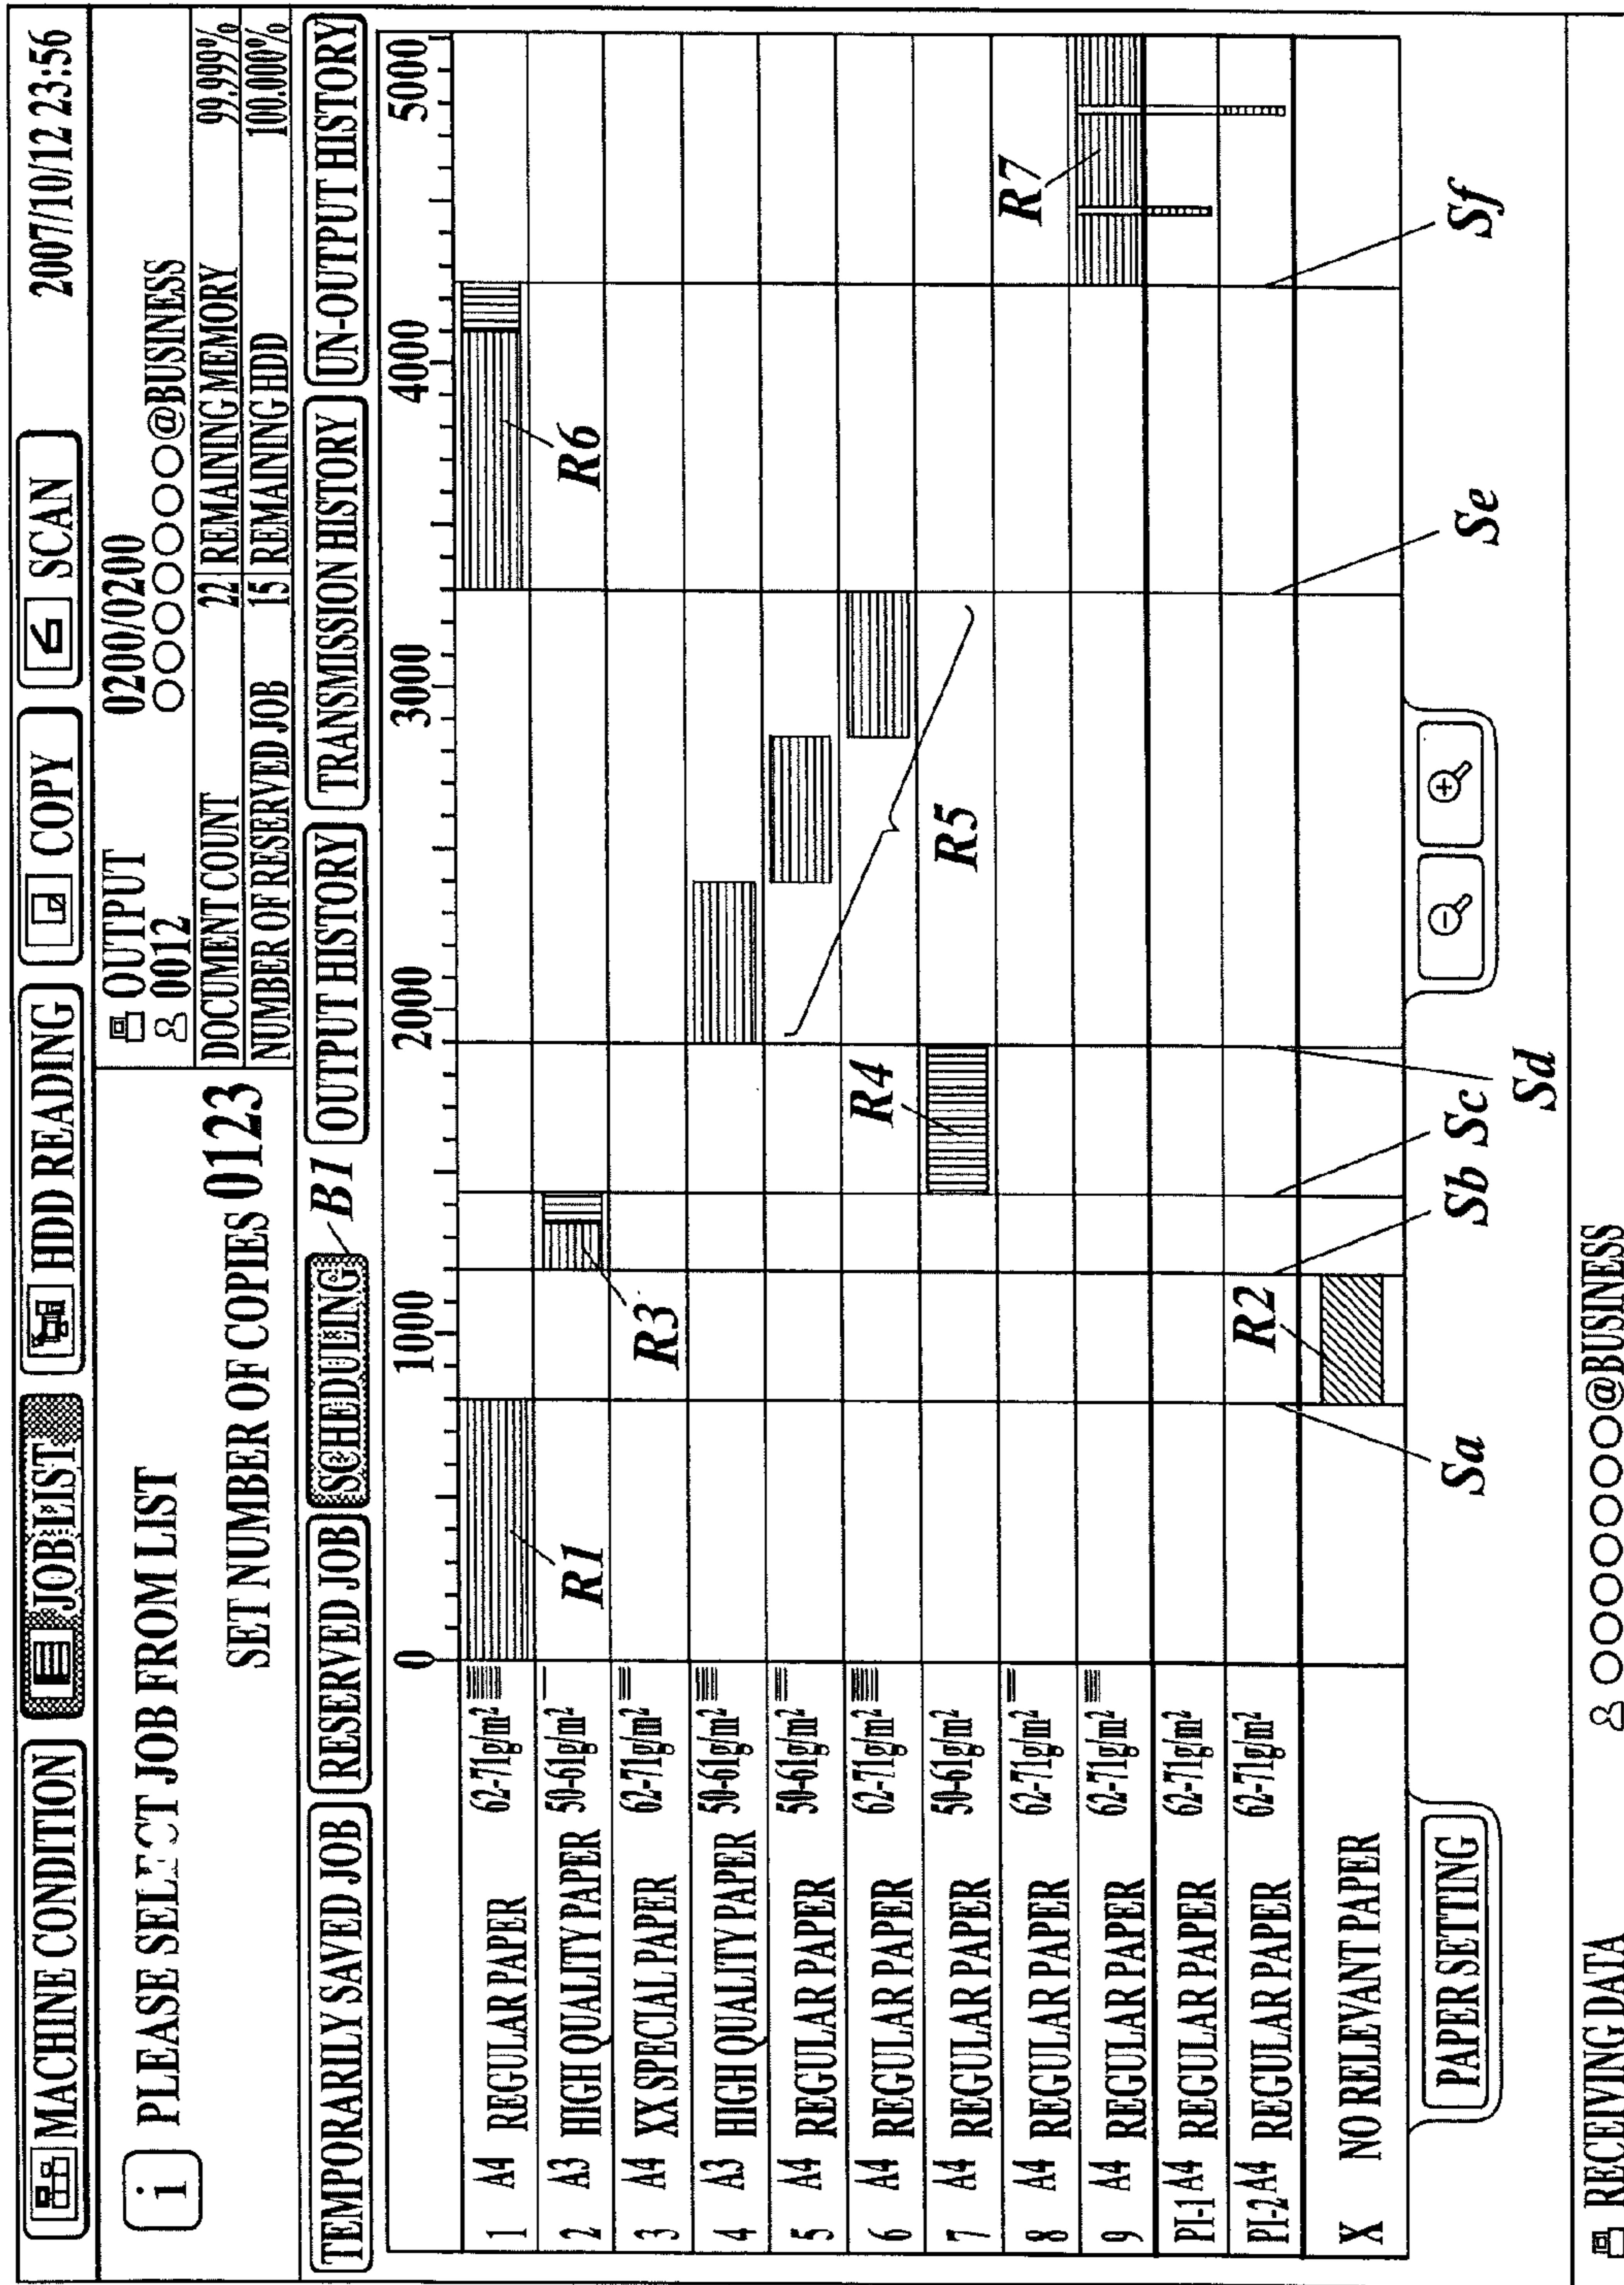 MACHINE CONDITION JOB LIST HDD READING COPY SCAN 2007/10/12 23:56
i PLEASE SELECT JOB FROM LIST
SET NUMBER OF COPIES 0123
OUTPUT 0200/0200
0012 ○○○○○○○@BUSINESS
DOCUMENT COUNT 22 REMAINING MEMORY 99.999%
NUMBER OF RESERVED JOB 15 REMAINING HDD 100.000%
TEMPORARILY SAVED JOB RESERVED JOB SCHEDULING B1 OUTPUT HISTORY TRANSMISSION HISTORY UN-OUTPUT HISTORY
0 1000 2000 3000 4000 5000
1 A4 REGULAR PAPER 62-71g/m²
R1 R6
2 A3 HIGH QUALITY PAPER 50-61g/m²
R3
3 A4 XX SPECIAL PAPER 62-71g/m²
4 A3 HIGH QUALITY PAPER 50-61g/m²
5 A4 REGULAR PAPER 50-61g/m²
6 A4 REGULAR PAPER 62-71g/m²
R4
7 A4 REGULAR PAPER 50-61g/m²
R5
8 A4 REGULAR PAPER 62-71g/m²
R7
9 A4 REGULAR PAPER 62-71g/m²
PI-1 A4 REGULAR PAPER 62-71g/m²
PI-2 A4 REGULAR PAPER 62-71g/m²
R2
X NO RELEVANT PAPER
PAPER SETTING
Sa Sb Sc Sd Se Sf
RECEIVING DATA ○○○○○○○○@BUSINESS